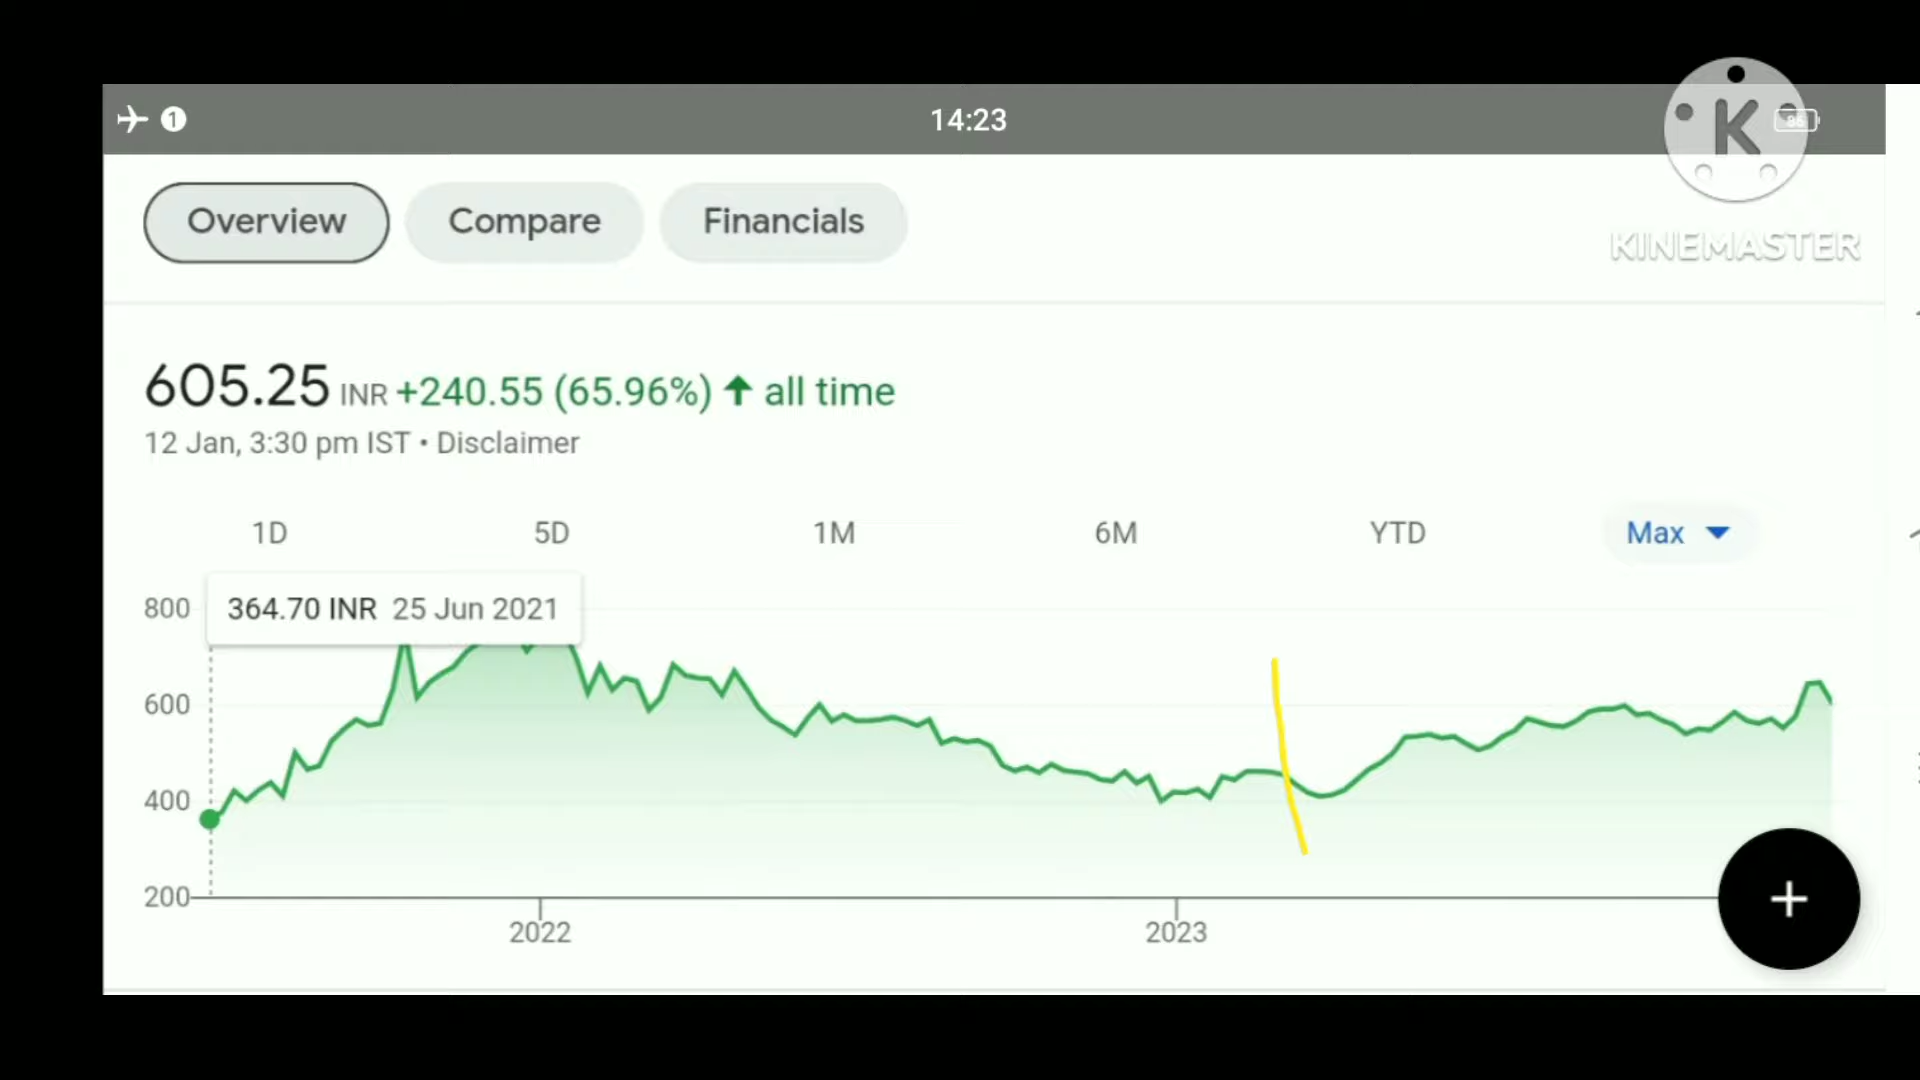 1 14:23 86
K
KINEMASTER
Overview Compare Financials
605.25 INR +240.55 (65.96%) ↑ all time
12 Jan, 3:30 pm IST • Disclaimer
1D 5D 1M 6M YTD Max
364.70 INR 25 Jun 2021
800
600
400
200
2022 2023
+